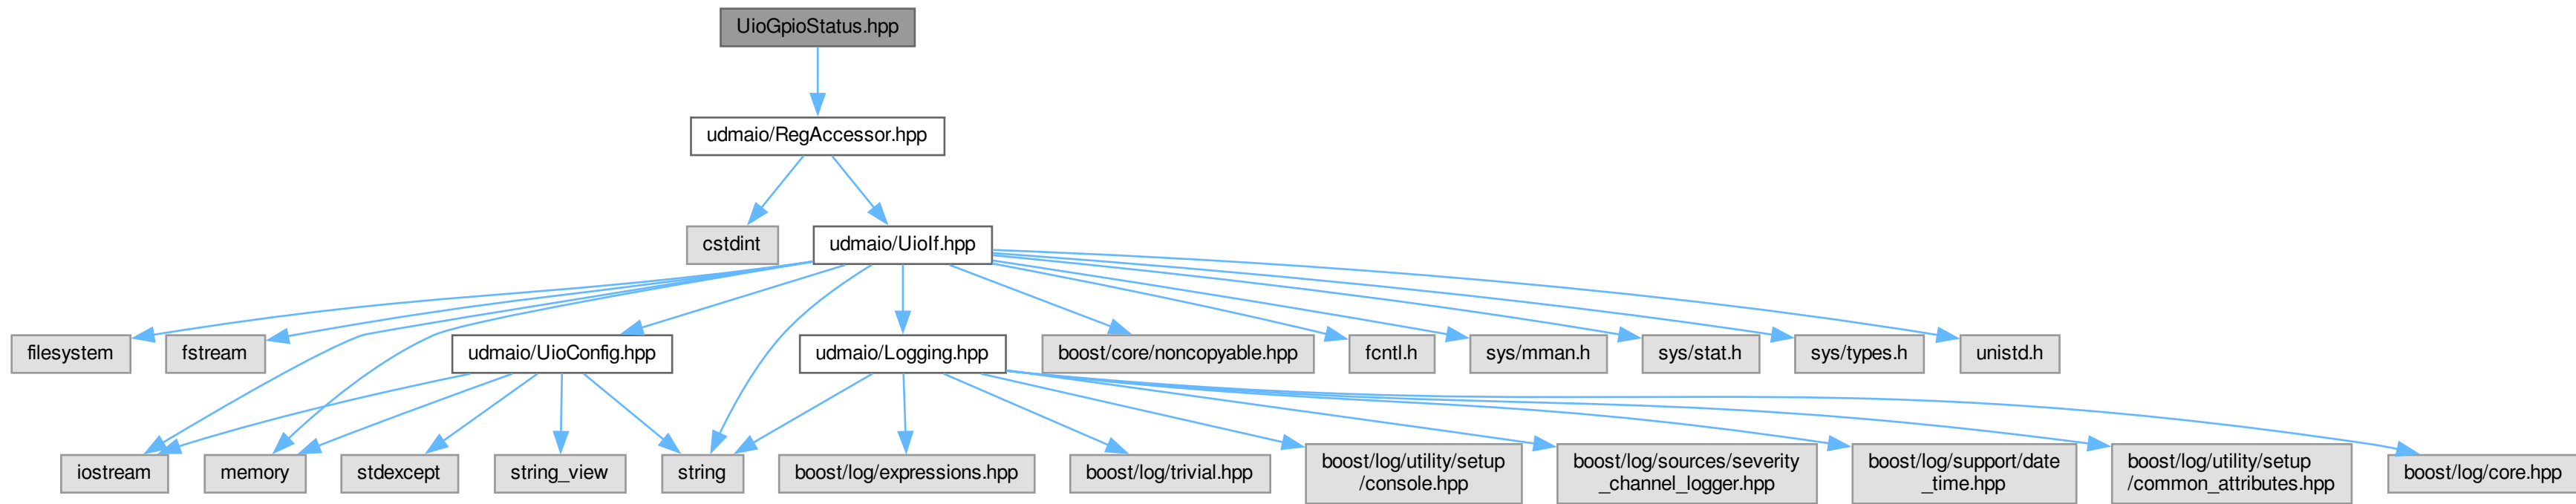 UioGpioStatus.hpp
udmaio/RegAccessor.hpp
cstdint
udmaio/UioIf.hpp
filesystem
fstream
udmaio/UioConfig.hpp
udmaio/Logging.hpp
boost/core/noncopyable.hpp
fcntl.h
sys/mman.h
sys/stat.h
sys/types.h
unistd.h
iostream
memory
stdexcept
string_view
string
boost/log/expressions.hpp
boost/log/trivial.hpp
boost/log/utility/setup
/console.hpp
boost/log/sources/severity
_channel_logger.hpp
boost/log/support/date
_time.hpp
boost/log/utility/setup
/common_attributes.hpp
boost/log/core.hpp